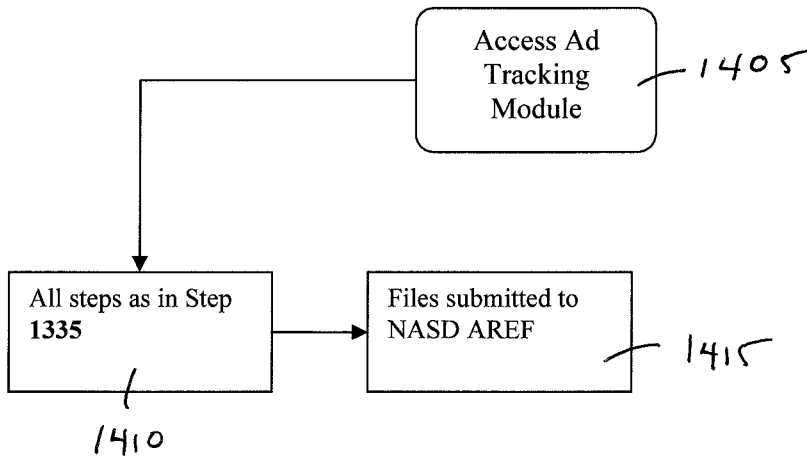 Access Ad
Tracking
Module
1405
All steps as in Step
1335
Files submitted to
NASD AREF
1415
1410